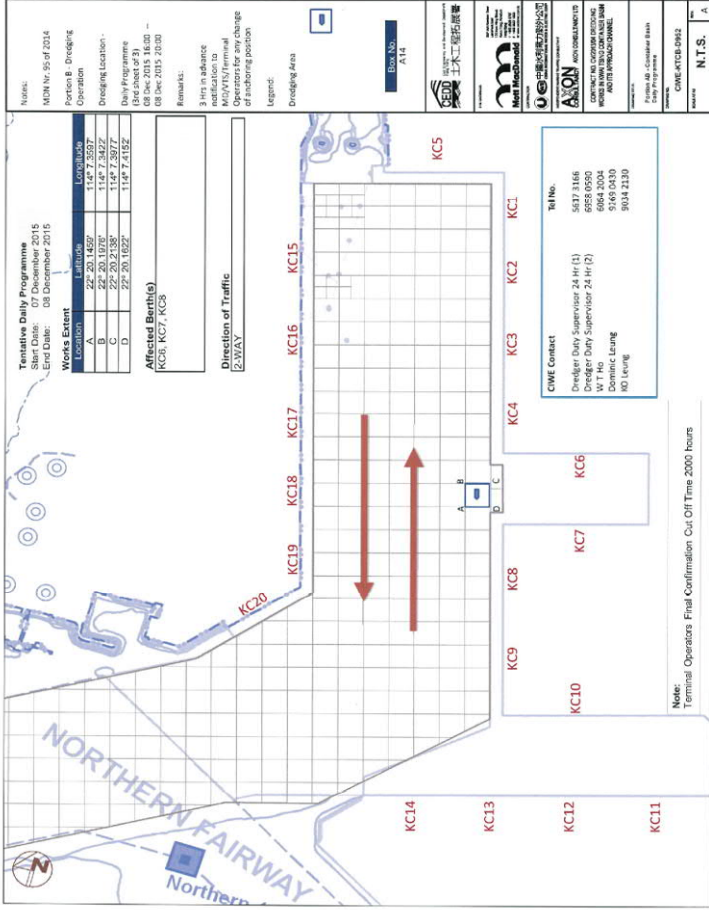 Tentative Daily Programme
Start Date: 07 December 2015
End Date: 08 December 2015
Works Extent
Location Latitude Longitude
A 22° 20.1459' 114° 7.3597'
B 22° 20.1976' 114° 7.3422'
C 22° 20.2138' 114° 7.3977'
D 22° 20.1622' 114° 7.4152'
Affected Berth(s)
KC6, KC7, KC8
Direction of Traffic
2-WAY
Notes:
MDN Nr. 95 of 2014
Portion B - Dredging
Operation
Dredging Location -
Daily Programme
(3rd sheet of 3)
08 Dec 2015 16:00 -
08 Dec 2015 20:00
Remarks:
3 Hrs in advance
notification to
MD/VTS/Terminal
Operators for any change
of anchoring position
Legend:
Dredging Area
Box No.
A14
CEDD 土木工程拓展署
Mott MacDonald
AXON
CONSULTANCY
Portion AB - Container Basin
Daily Programme
CIWE-KTCB-D952
N.T.S.
A
N
NORTHERN FAIRWAY
Northern
KC20
KC19
KC18
KC17
KC16
KC15
KC5
KC1
KC2
KC3
KC4
KC6
KC7
KC8
KC9
KC10
KC14
KC13
KC12
KC11
A B
D C
CIWE Contact Tel No.
Dredger Duty Supervisor 24 Hr (1) 5617 3166
Dredger Duty Supervisor 24 Hr (2) 6958 0590
W T Ho 6064 2004
Dominic Leung 9269 0430
KO Leung 9034 2130
Note:
Terminal Operators Final Confirmation Cut Off Time 2000 hours